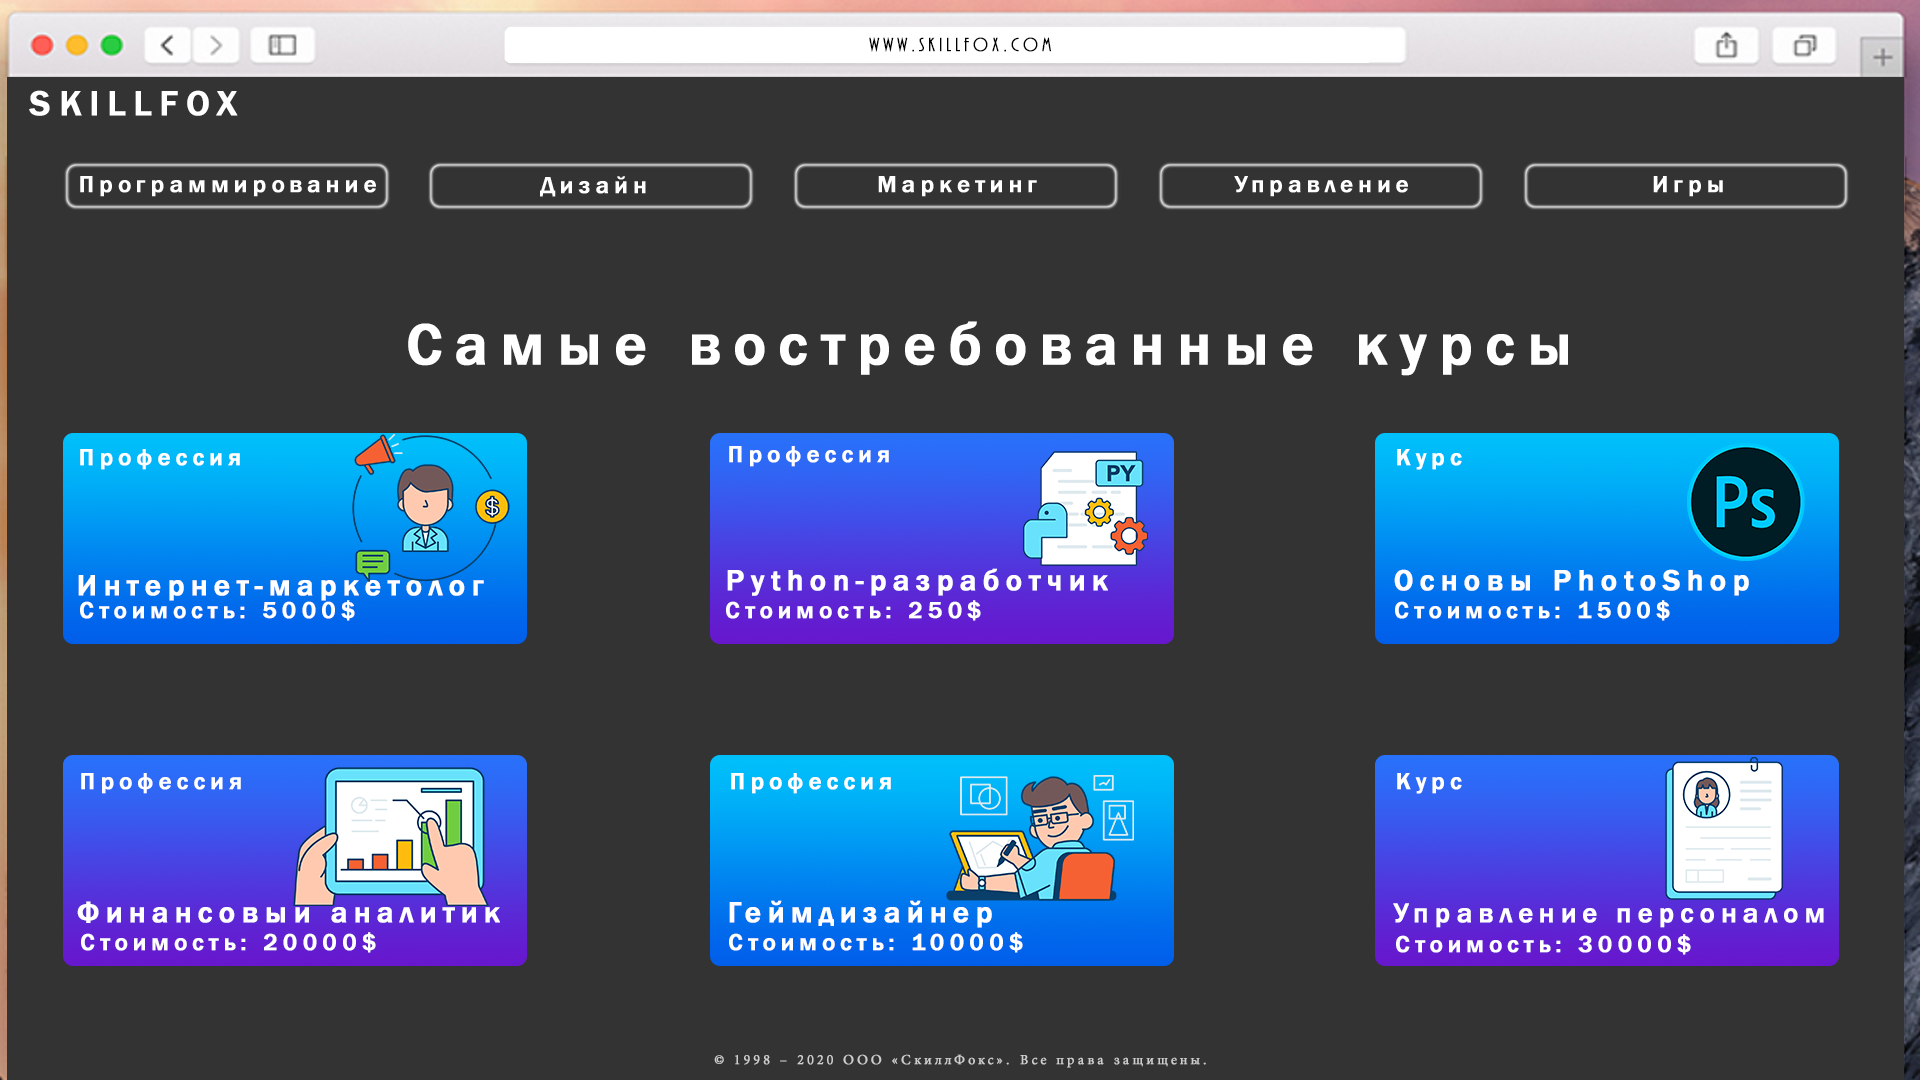 WWW.SKILLFOX.COM
SKILLFOX
Программирование
Дизайн
Маркетинг
Управление
Игры
Самые востребованные курсы
Профессия
Интернет-маркетолог
Стоимость: 5000$
Профессия
PY
Python-разработчик
Стоимость: 250$
Курс
Ps
Основы PhotoShop
Стоимость: 1500$
Профессия
Финансовый аналитик
Стоимость: 20000$
Профессия
Геймдизайнер
Стоимость: 10000$
Курс
Управление персоналом
Стоимость: 30000$
© 1998 – 2020 ООО «СкиллФокс». Все права защищены.